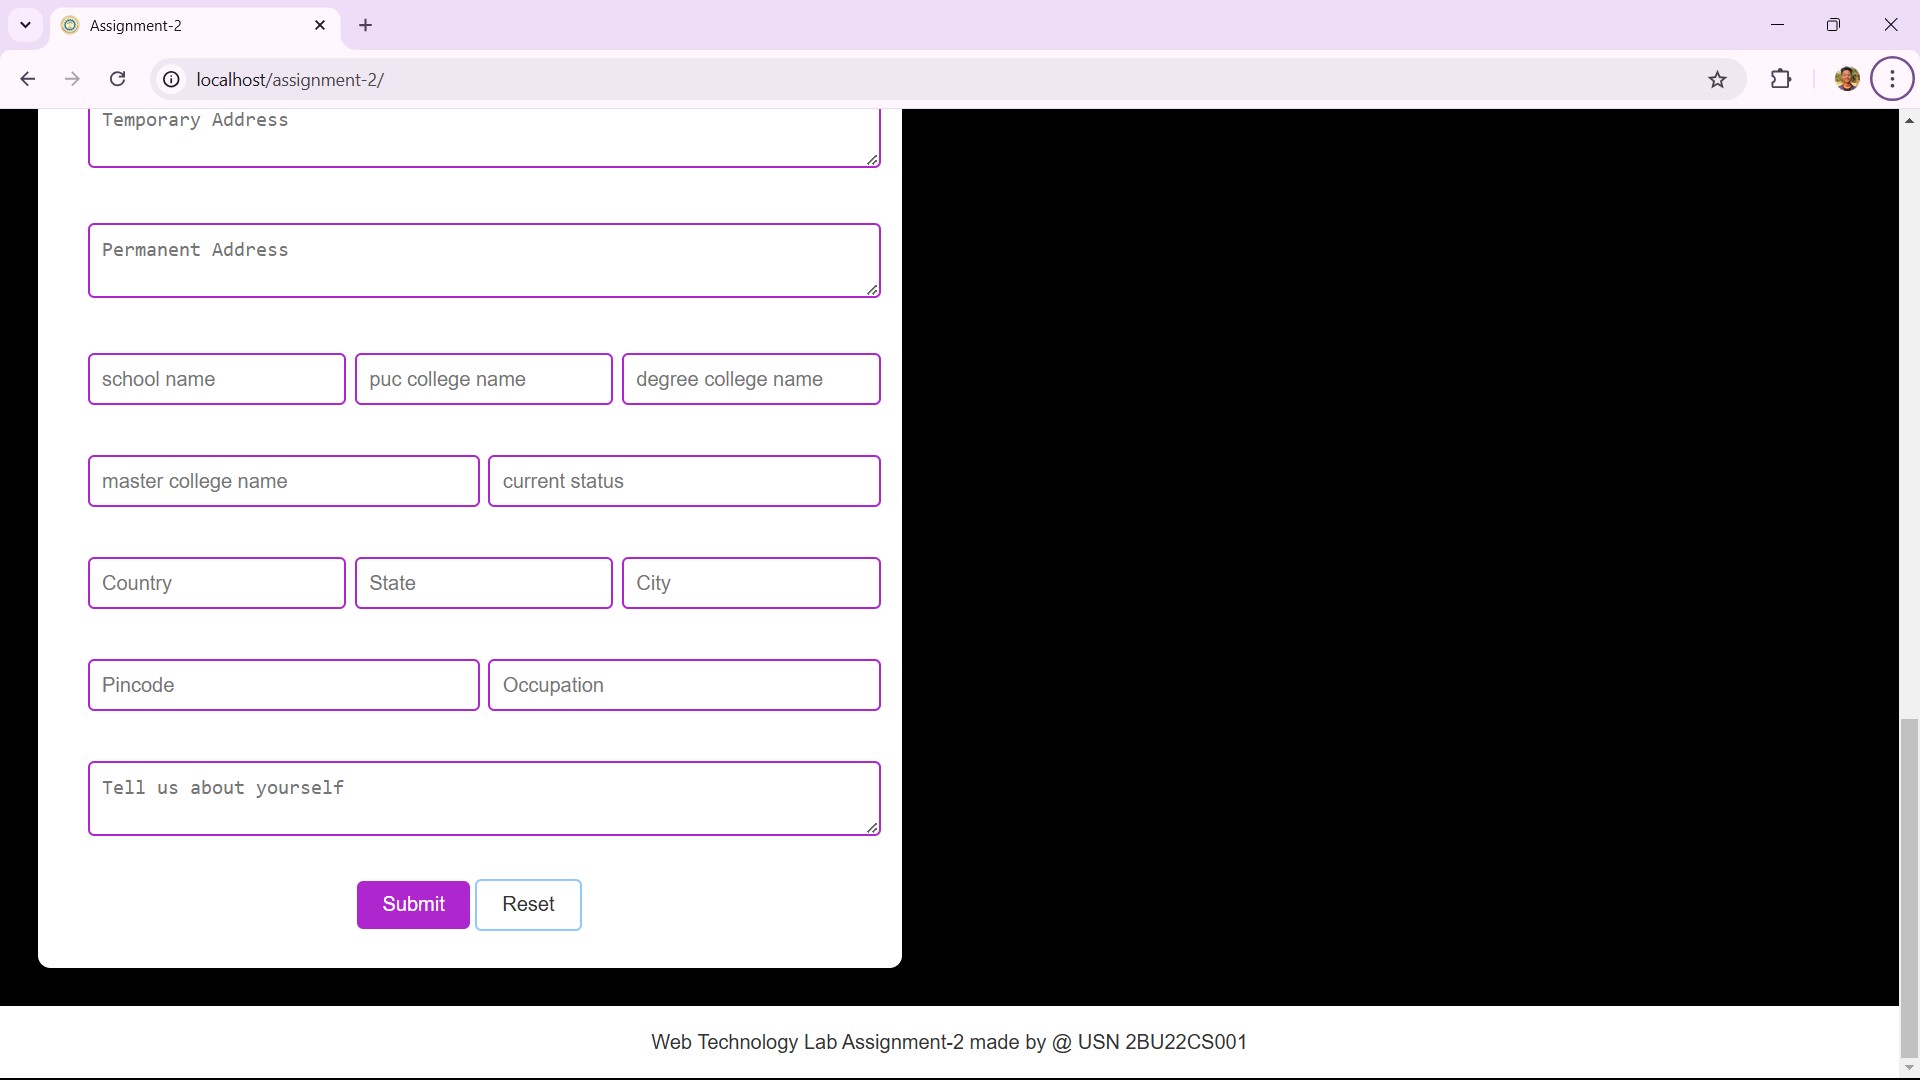 Assignment-2
localhost/assignment-2/
Temporary Address
Permanent Address
school name puc college name degree college name
master college name current status
Country State City
Pincode Occupation
Tell us about yourself
Submit Reset
Web Technology Lab Assignment-2 made by @ USN 2BU22CS001